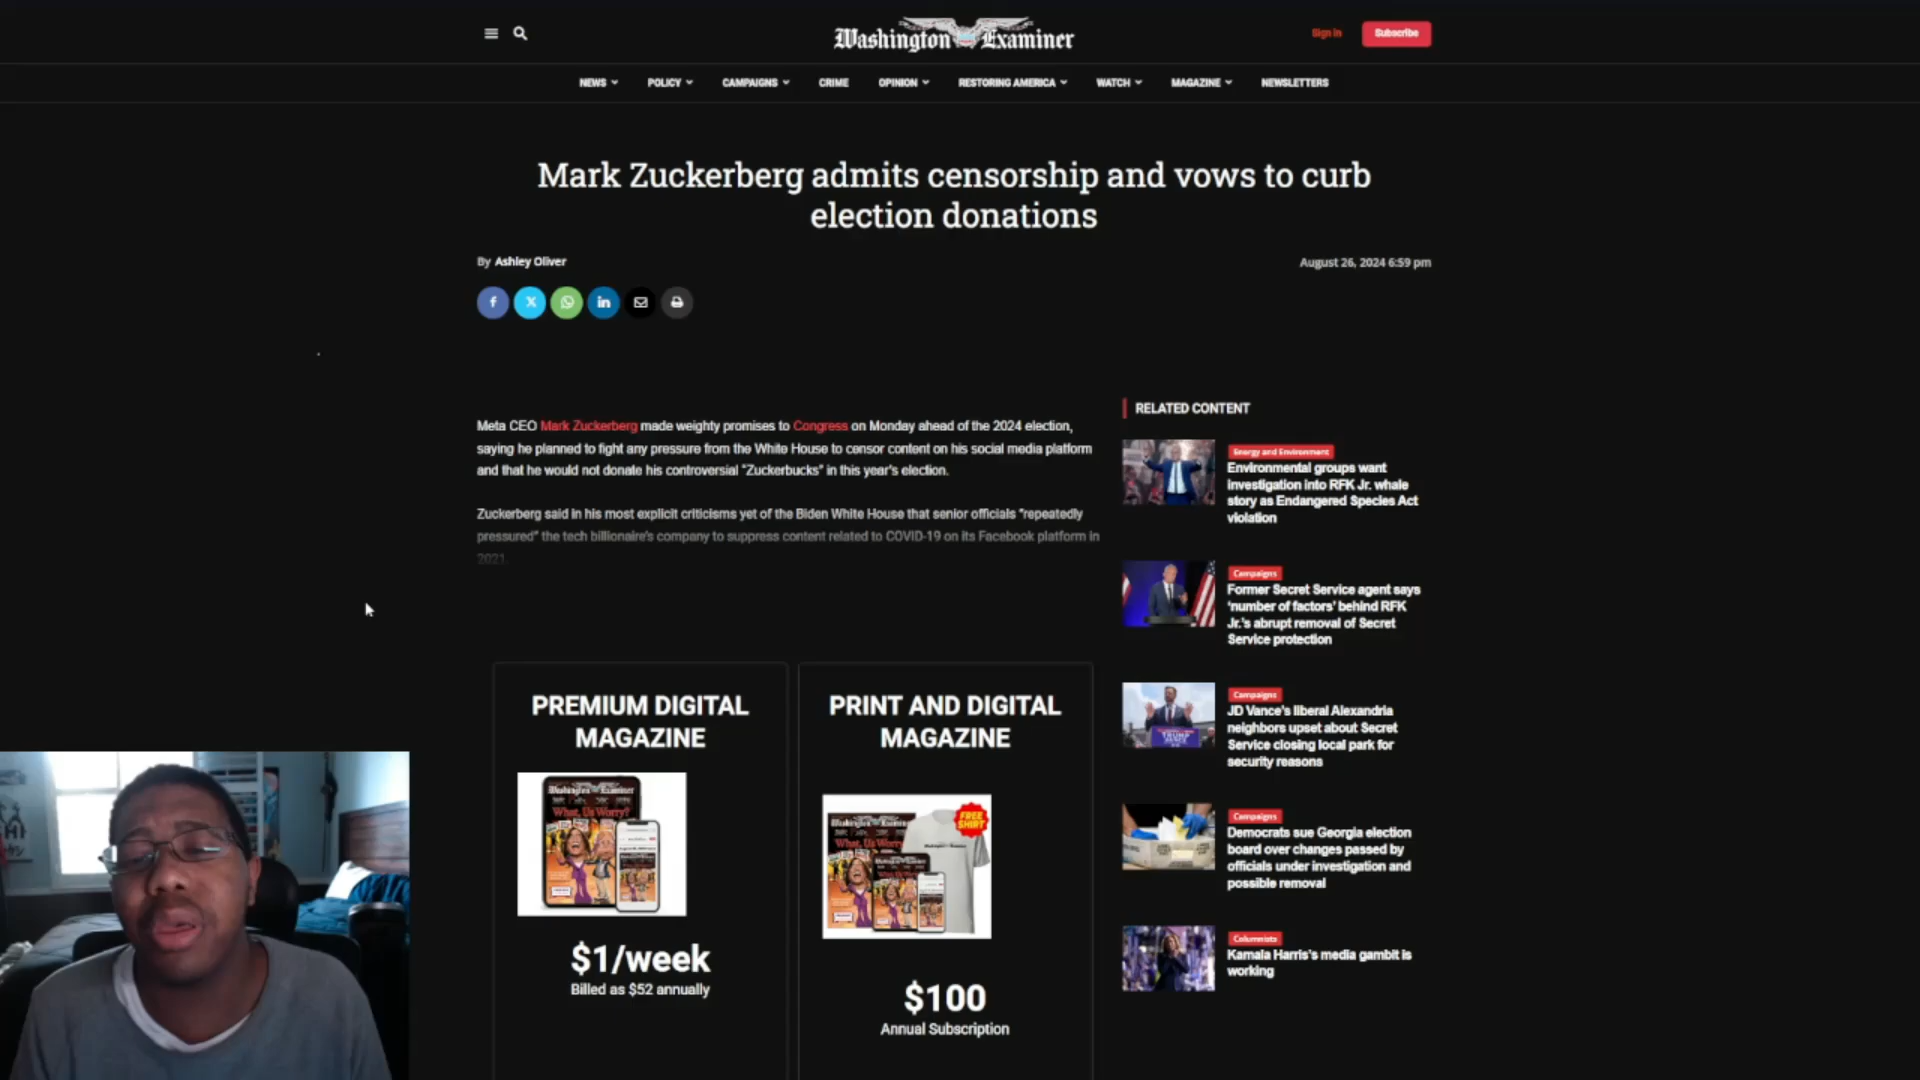 Washington Examiner
Sign In
Subscribe
NEWS
POLICY
CAMPAIGNS
CRIME
OPINION
RESTORING AMERICA
WATCH
MAGAZINE
NEWSLETTERS
Mark Zuckerberg admits censorship and vows to curb
election donations
By Ashley Oliver
August 26, 2024 6:59 pm
Meta CEO Mark Zuckerberg made weighty promises to Congress on Monday ahead of the 2024 election,
saying he planned to fight any pressure from the White House to censor content on his social media platform
and that he would not donate his controversial "Zuckerbucks" in this year's election.
Zuckerberg said in his most explicit criticisms yet of the Biden White House that senior officials "repeatedly
pressured" the tech billionaire's company to suppress content related to COVID-19 on its Facebook platform in
2021.
RELATED CONTENT
Energy and Environment
Environmental groups want
investigation into RFK Jr. whale
story as Endangered Species Act
violation
Campaigns
Former Secret Service agent says
'number of factors' behind RFK
Jr.'s abrupt removal of Secret
Service protection
Campaigns
JD Vance's liberal Alexandria
neighbors upset about Secret
Service closing local park for
security reasons
Campaigns
Democrats sue Georgia election
board over changes passed by
officials under investigation and
possible removal
Columnists
Kamala Harris's media gambit is
working
PREMIUM DIGITAL
MAGAZINE
Washington Examiner
What, Us Worry?
$1/week
Billed as $52 annually
PRINT AND DIGITAL
MAGAZINE
FREE
SHIRT
Washington Examiner
What, Us Worry?
$100
Annual Subscription